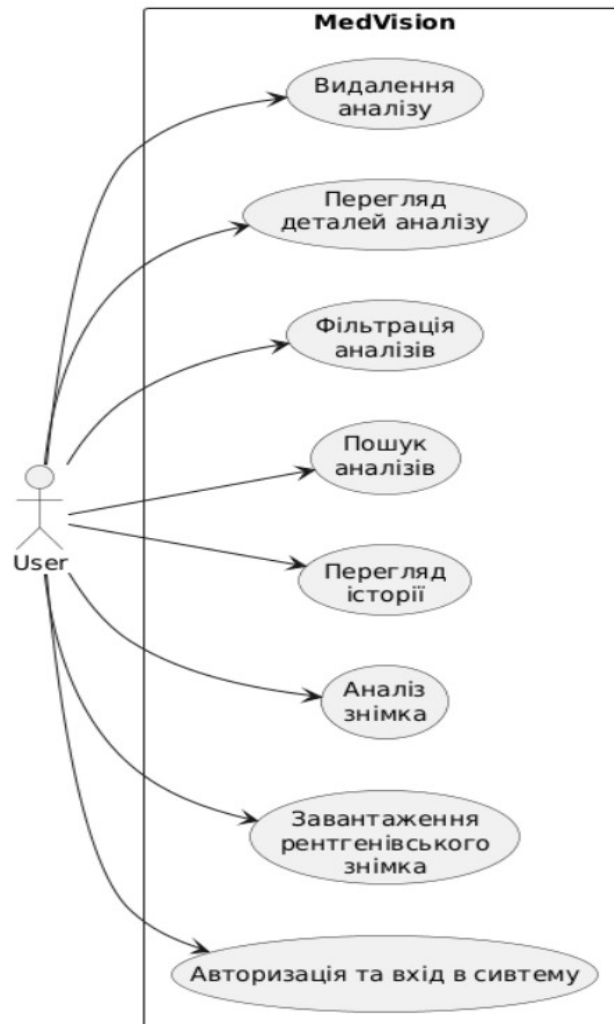 MedVision
Видалення
аналізу
Перегляд
деталей аналізу
Фільтрація
аналізів
Пошук
аналізів
User
Перегляд
історії
Аналіз
знімка
Завантаження
рентгенівського
знімка
Авторизація та вхід в сивтему